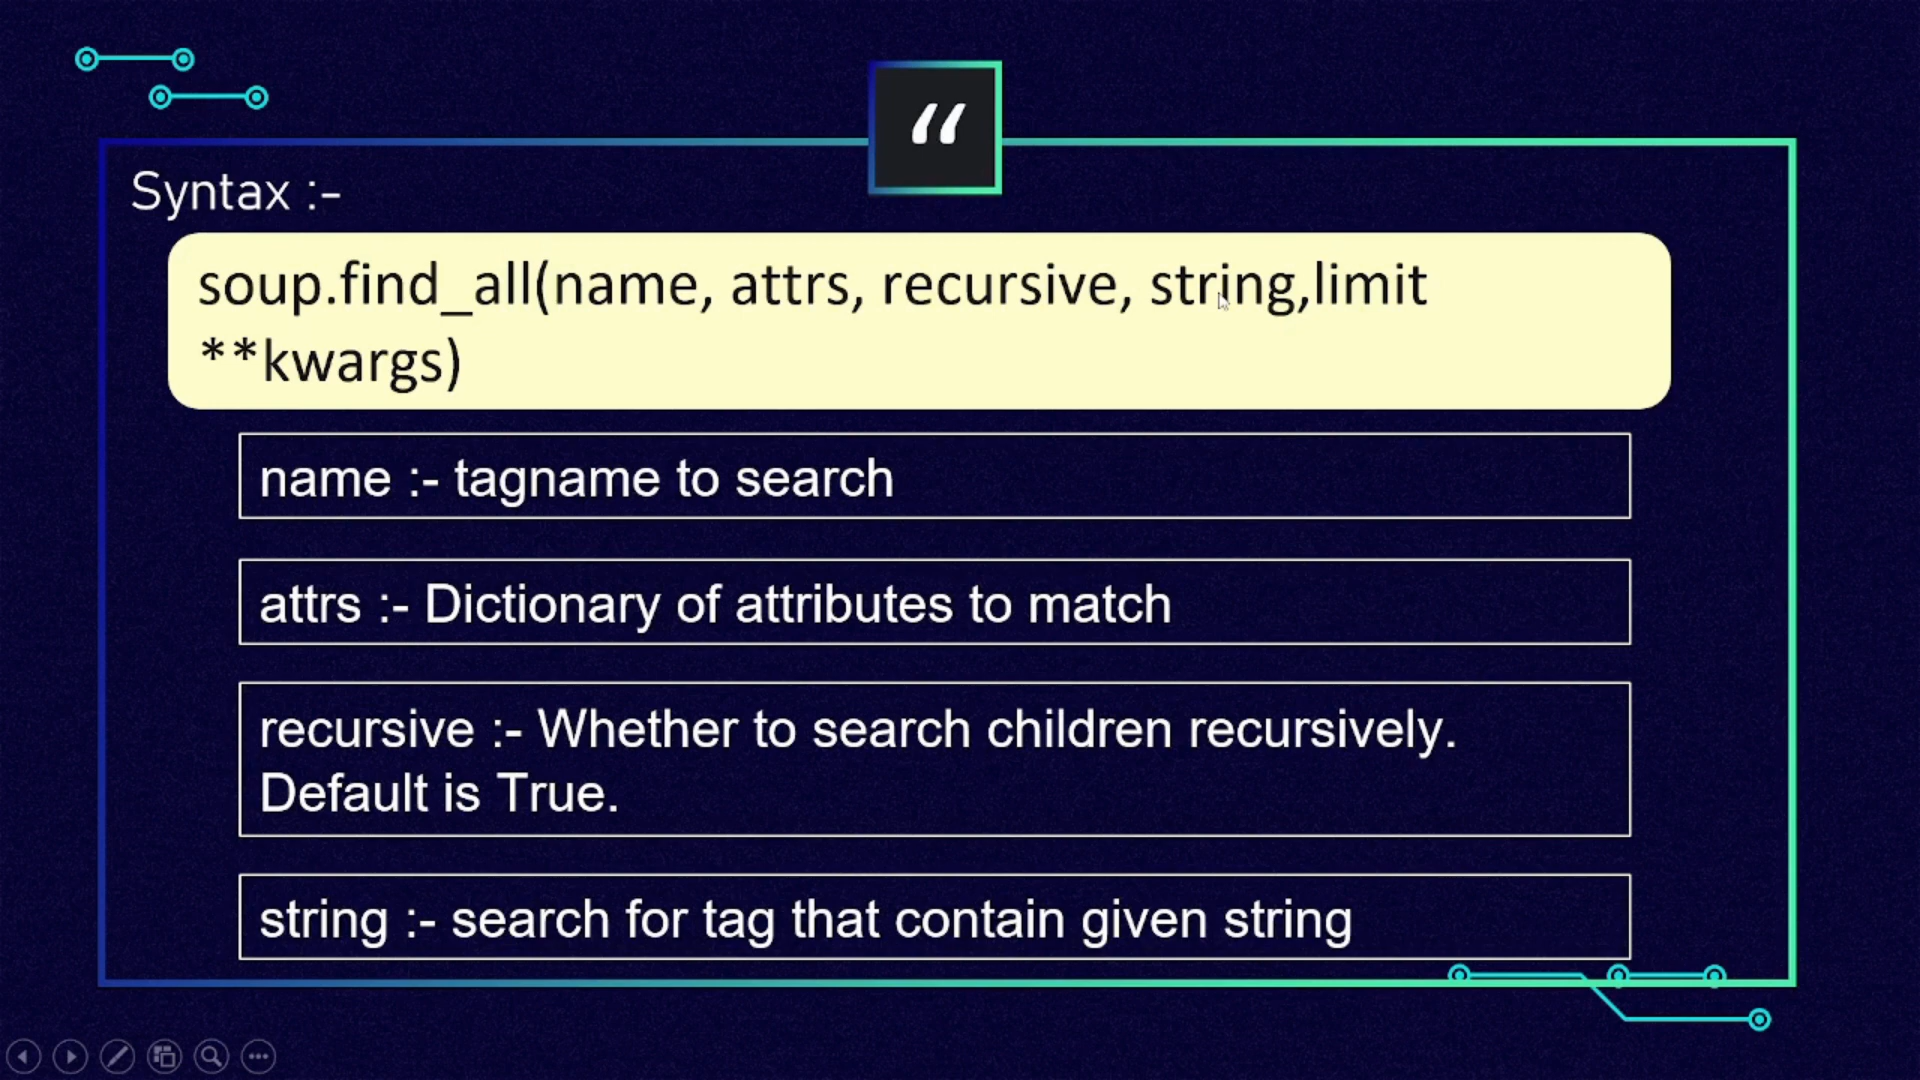 “
Syntax :-
soup.find_all(name, attrs, recursive, string,limit
**kwargs)
name :- tagname to search
attrs :- Dictionary of attributes to match
recursive :- Whether to search children recursively.
Default is True.
string :- search for tag that contain given string